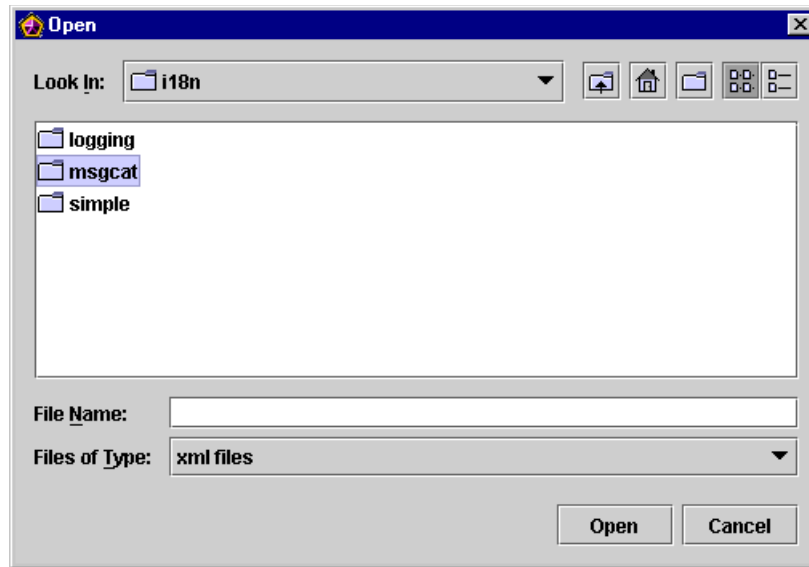 Open
Look In: i18n
logging
msgcat
simple
File Name:
Files of Type: xml files
Open Cancel